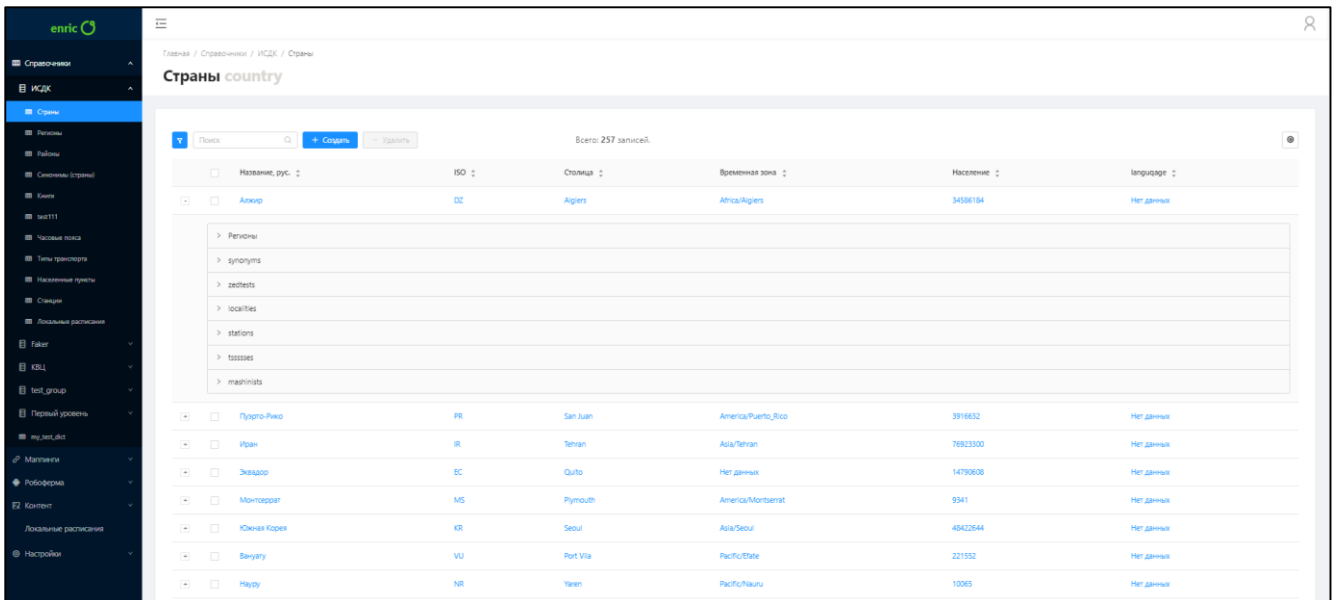 enric
Справочники
ИСДК
Страны
Регионы
Районы
Синонимы (страны)
Книги
test111
Часовые пояса
Типы транспорта
Населенные пункты
Станции
Локальные расписания
Faker
КВЦ
test_group
Первый уровень
my_test_dict
Маппинги
Робоферма
Контент
Локальные расписания
Настройки
Главная / Справочники / ИСДК / Страны
Страны country
Поиск + Создать − Удалить Всего: 257 записей.
Название, рус. ISO Столица Временная зона Население langugage
Алжир DZ Algiers Africa/Algiers 34586184 Нет данных
> Регионы
> synonyms
> zedtests
> localities
> stations
> tssssses
> mashinists
Пуэрто-Рико PR San Juan America/Puerto_Rico 3916632 Нет данных
Иран IR Tehran Asia/Tehran 76923300 Нет данных
Эквадор EC Quito Нет данных 14790608 Нет данных
Монтсеррат MS Plymouth America/Montserrat 9341 Нет данных
Южная Корея KR Seoul Asia/Seoul 48422644 Нет данных
Вануату VU Port Vila Pacific/Efate 221552 Нет данных
Науру NR Yaren Pacific/Nauru 10065 Нет данных